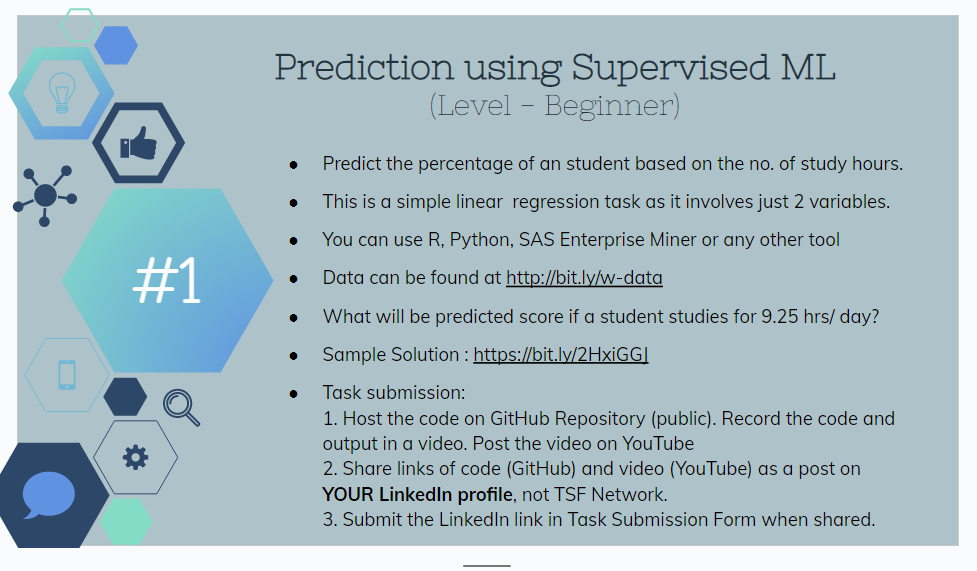 Prediction using Supervised ML
(Level - Beginner)
#1
● Predict the percentage of an student based on the no. of study hours.
● This is a simple linear regression task as it involves just 2 variables.
● You can use R, Python, SAS Enterprise Miner or any other tool
● Data can be found at http://bit.ly/w-data
● What will be predicted score if a student studies for 9.25 hrs/ day?
● Sample Solution : https://bit.ly/2HxiGGJ
● Task submission:
1. Host the code on GitHub Repository (public). Record the code and
output in a video. Post the video on YouTube
2. Share links of code (GitHub) and video (YouTube) as a post on
YOUR LinkedIn profile, not TSF Network.
3. Submit the LinkedIn link in Task Submission Form when shared.